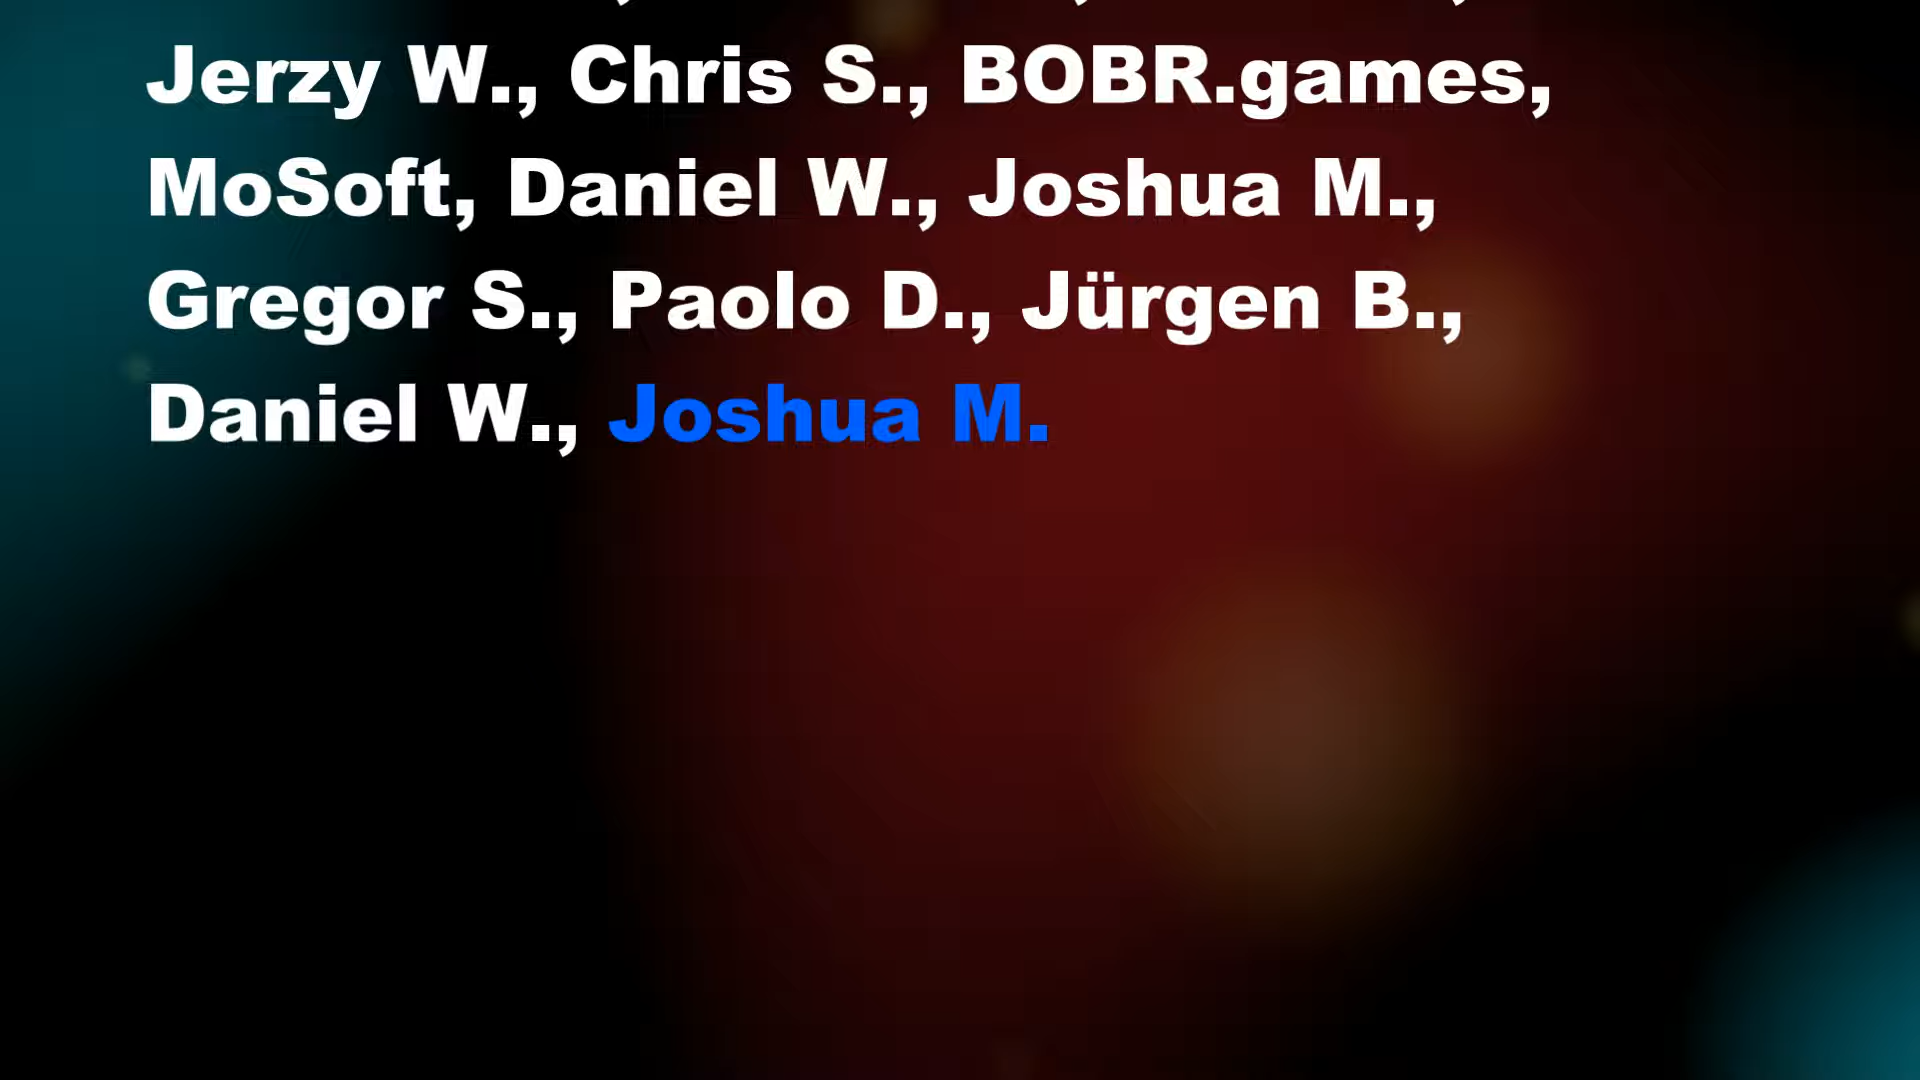 Jerzy W., Chris S., BOBR.games,
MoSoft, Daniel W., Joshua M.,
Gregor S., Paolo D., Jürgen B.,
Daniel W., Joshua M.